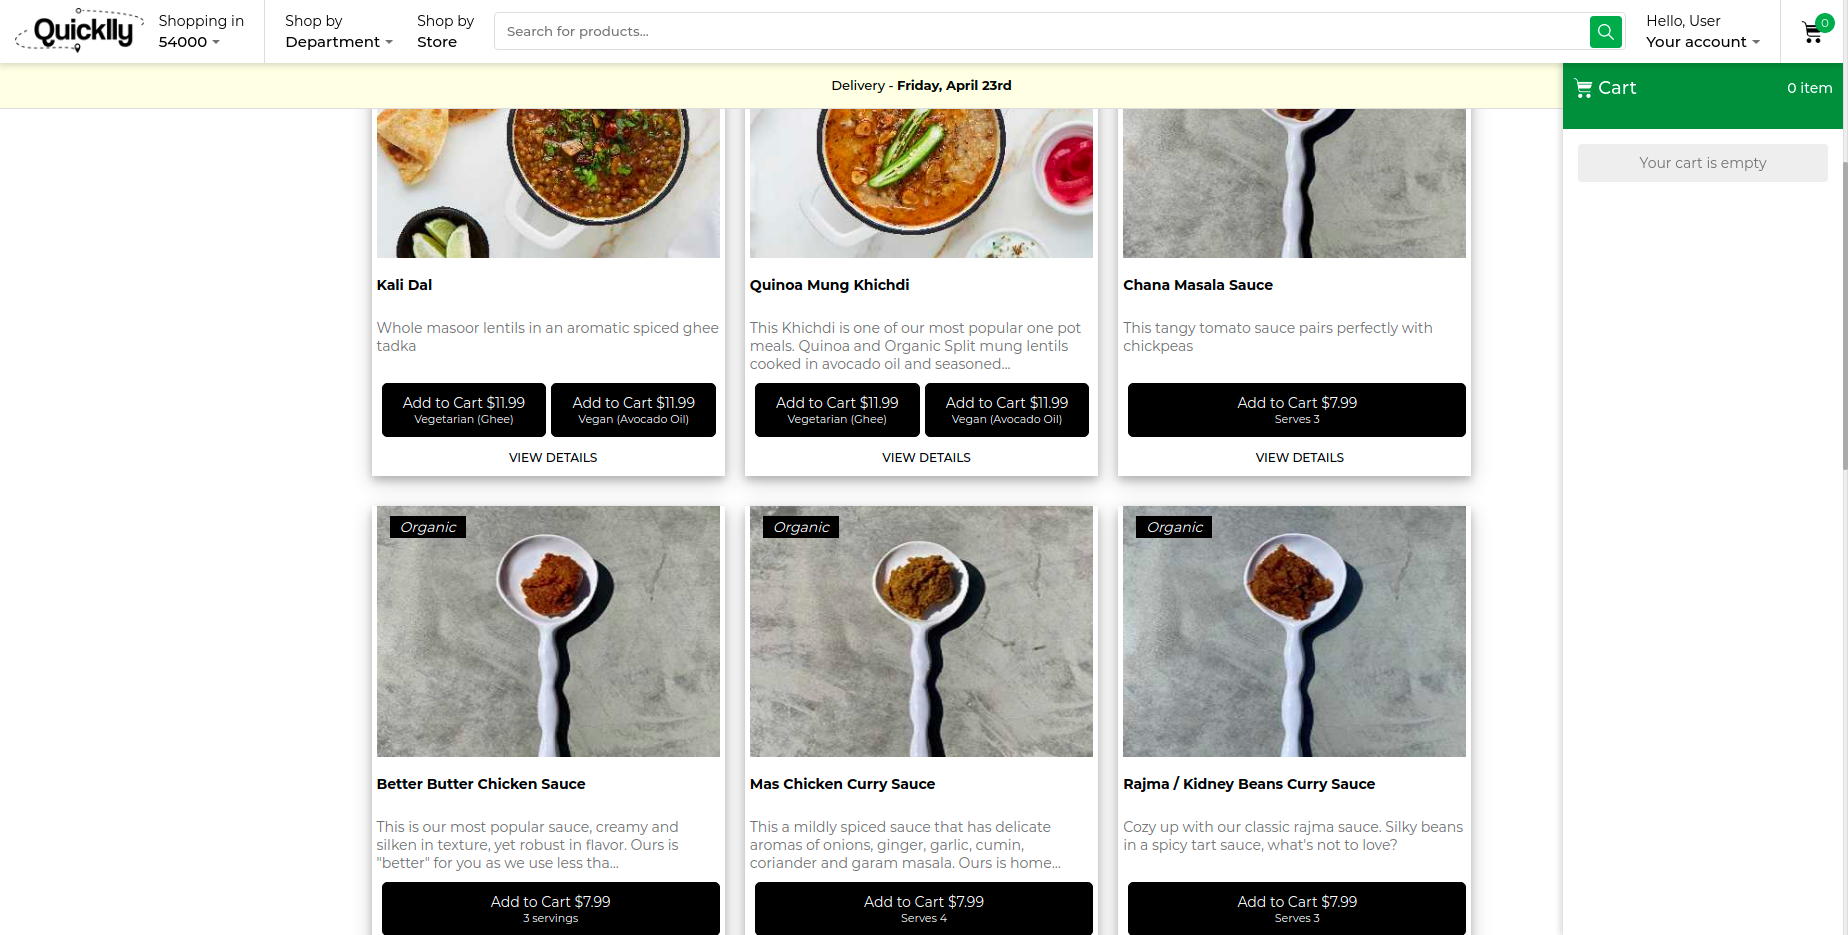 Quicklly
Shopping in
54000
Shop by
Department
Shop by
Store
Search for products...
Hello, User
Your account
0
Delivery - Friday, April 23rd
Cart
0 item
Your cart is empty
Kali Dal
Whole masoor lentils in an aromatic spiced ghee
tadka
Add to Cart $11.99
Vegetarian (Ghee)
Add to Cart $11.99
Vegan (Avocado Oil)
VIEW DETAILS
Quinoa Mung Khichdi
This Khichdi is one of our most popular one pot
meals. Quinoa and Organic Split mung lentils
cooked in avocado oil and seasoned...
Add to Cart $11.99
Vegetarian (Ghee)
Add to Cart $11.99
Vegan (Avocado Oil)
VIEW DETAILS
Chana Masala Sauce
This tangy tomato sauce pairs perfectly with
chickpeas
Add to Cart $7.99
Serves 3
VIEW DETAILS
Organic
Better Butter Chicken Sauce
This is our most popular sauce, creamy and
silken in texture, yet robust in flavor. Ours is
"better" for you as we use less tha...
Add to Cart $7.99
3 servings
Organic
Mas Chicken Curry Sauce
This a mildly spiced sauce that has delicate
aromas of onions, ginger, garlic, cumin,
coriander and garam masala. Ours is home...
Add to Cart $7.99
Serves 4
Organic
Rajma / Kidney Beans Curry Sauce
Cozy up with our classic rajma sauce. Silky beans
in a spicy tart sauce, what's not to love?
Add to Cart $7.99
Serves 3